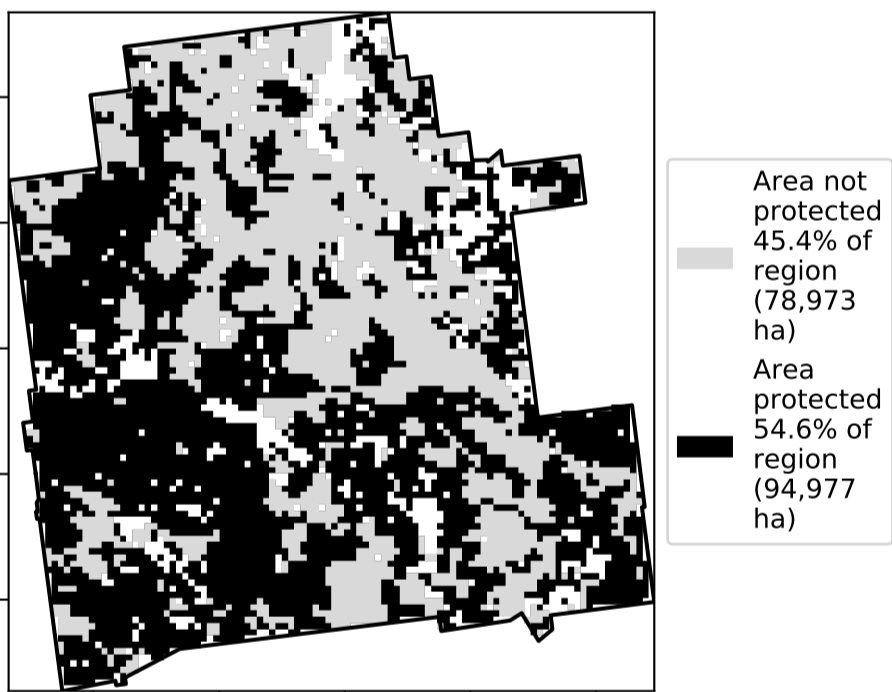 Area not
protected
45.4% of
region
(78,973
ha)
Area
protected
54.6% of
region
(94,977
ha)